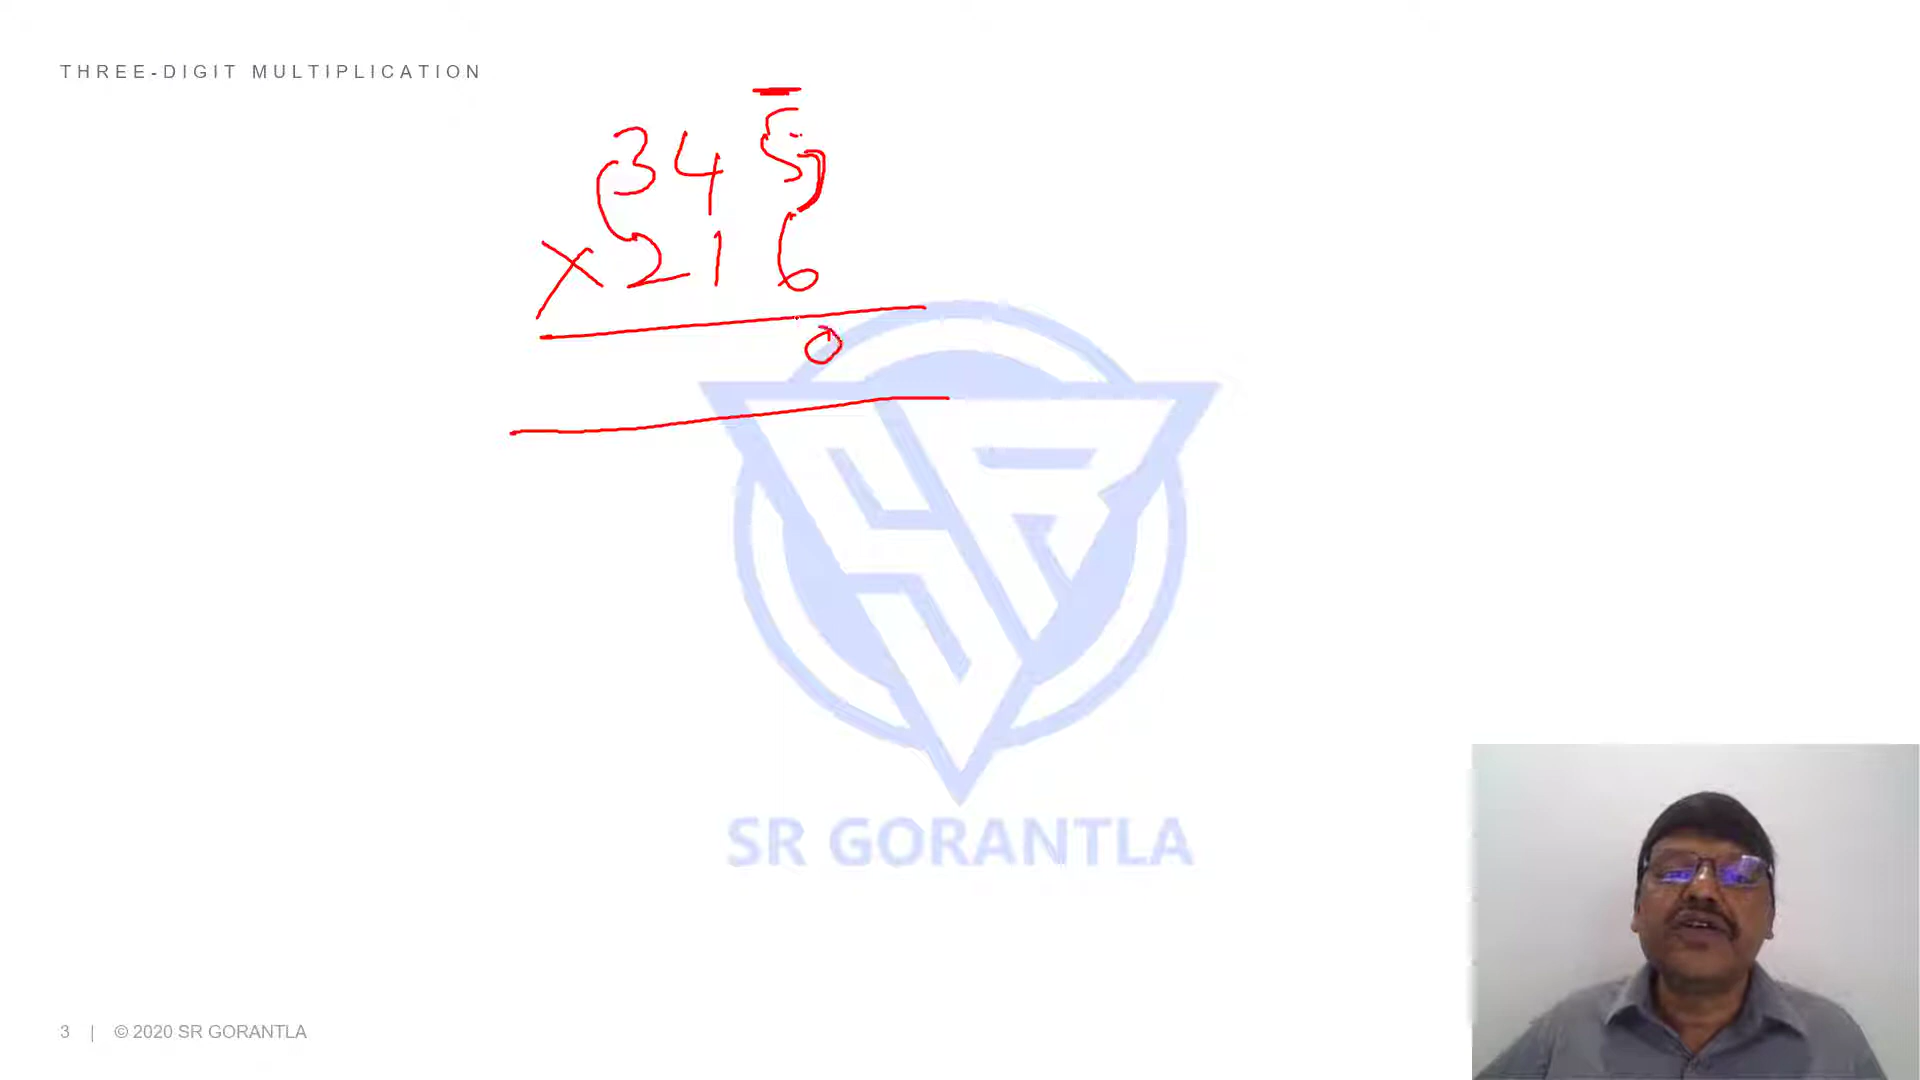 THREE-DIGIT MULTIPLICATION
345
×216
0
SR GORANTLA
3 | © 2020 SR GORANTLA